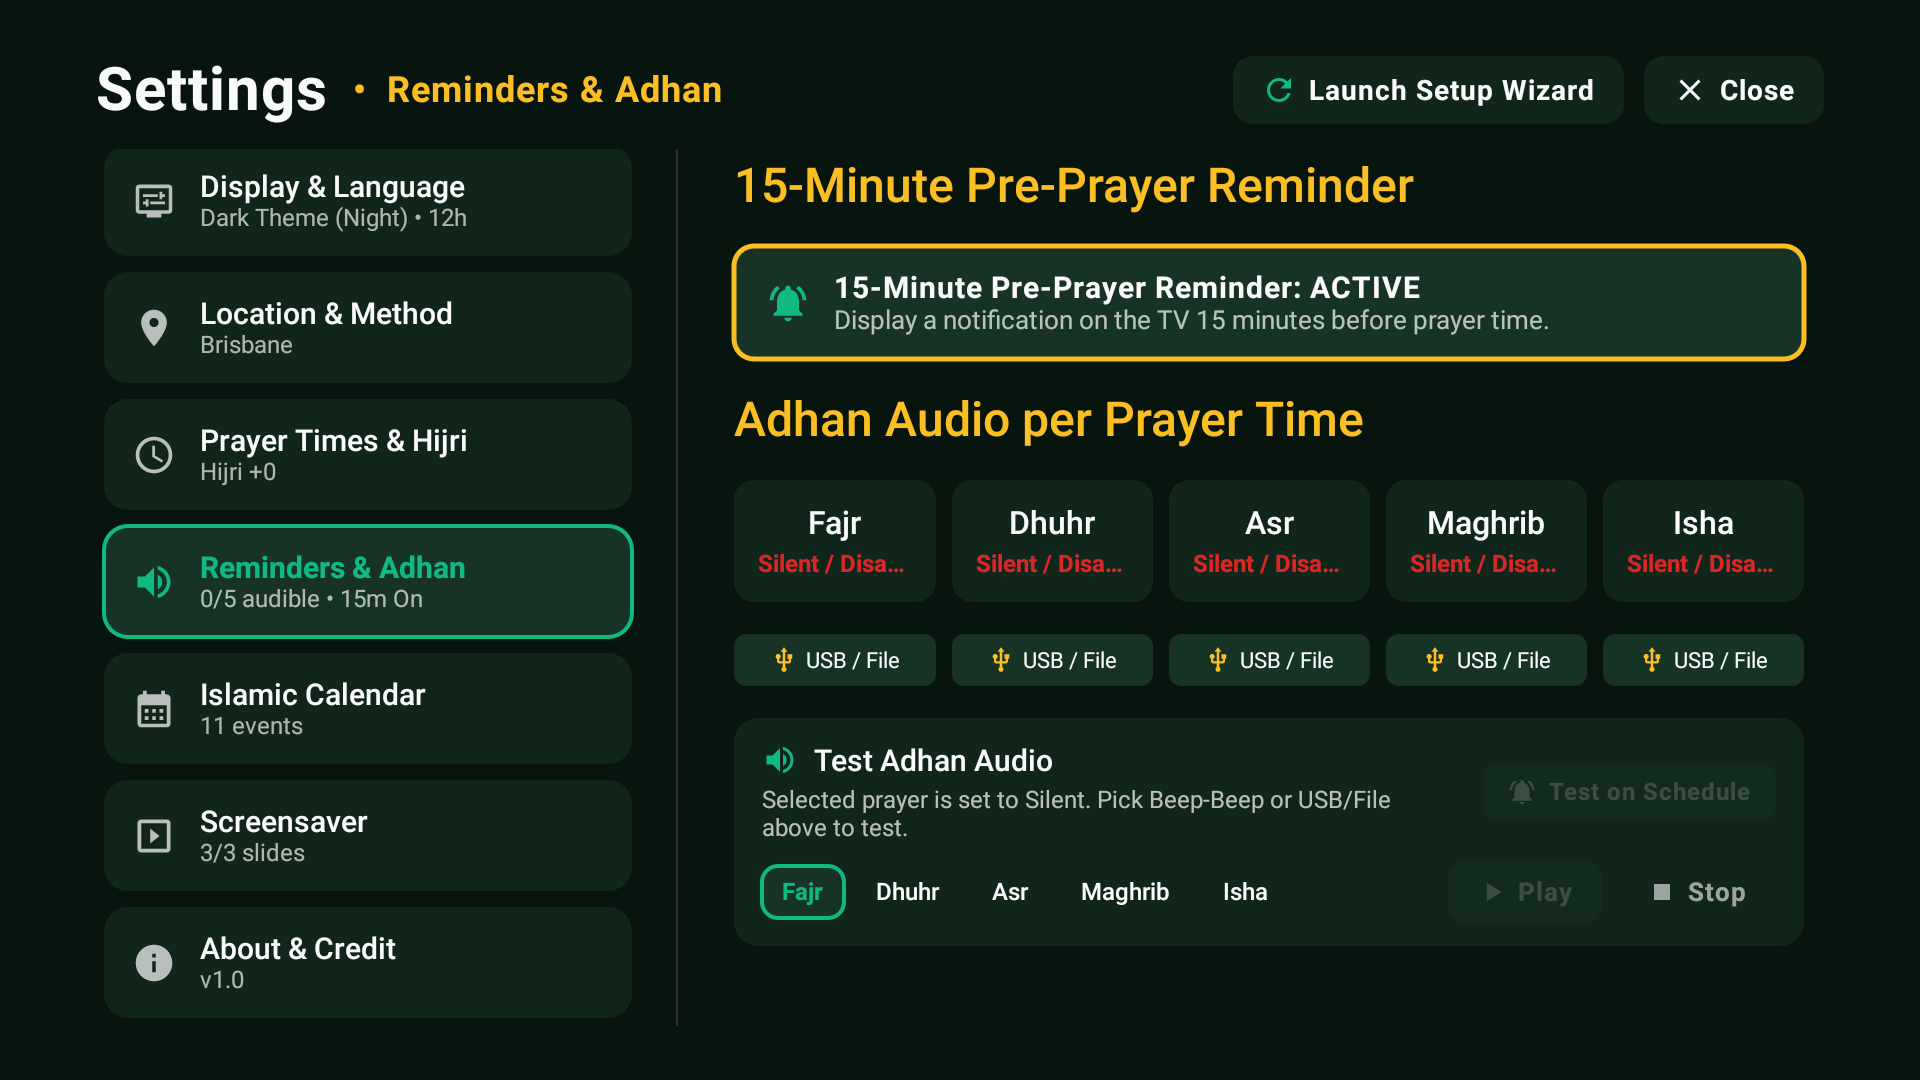 Settings • Reminders & Adhan
Launch Setup Wizard
Close
Display & Language
Dark Theme (Night) • 12h
Location & Method
Brisbane
Prayer Times & Hijri
Hijri +0
Reminders & Adhan
0/5 audible • 15m On
Islamic Calendar
11 events
Screensaver
3/3 slides
About & Credit
v1.0
15-Minute Pre-Prayer Reminder
15-Minute Pre-Prayer Reminder: ACTIVE
Display a notification on the TV 15 minutes before prayer time.
Adhan Audio per Prayer Time
Fajr
Silent / Disa...
Dhuhr
Silent / Disa...
Asr
Silent / Disa...
Maghrib
Silent / Disa...
Isha
Silent / Disa...
USB / File
USB / File
USB / File
USB / File
USB / File
Test Adhan Audio
Selected prayer is set to Silent. Pick Beep-Beep or USB/File
above to test.
Test on Schedule
Fajr
Dhuhr
Asr
Maghrib
Isha
Play
Stop